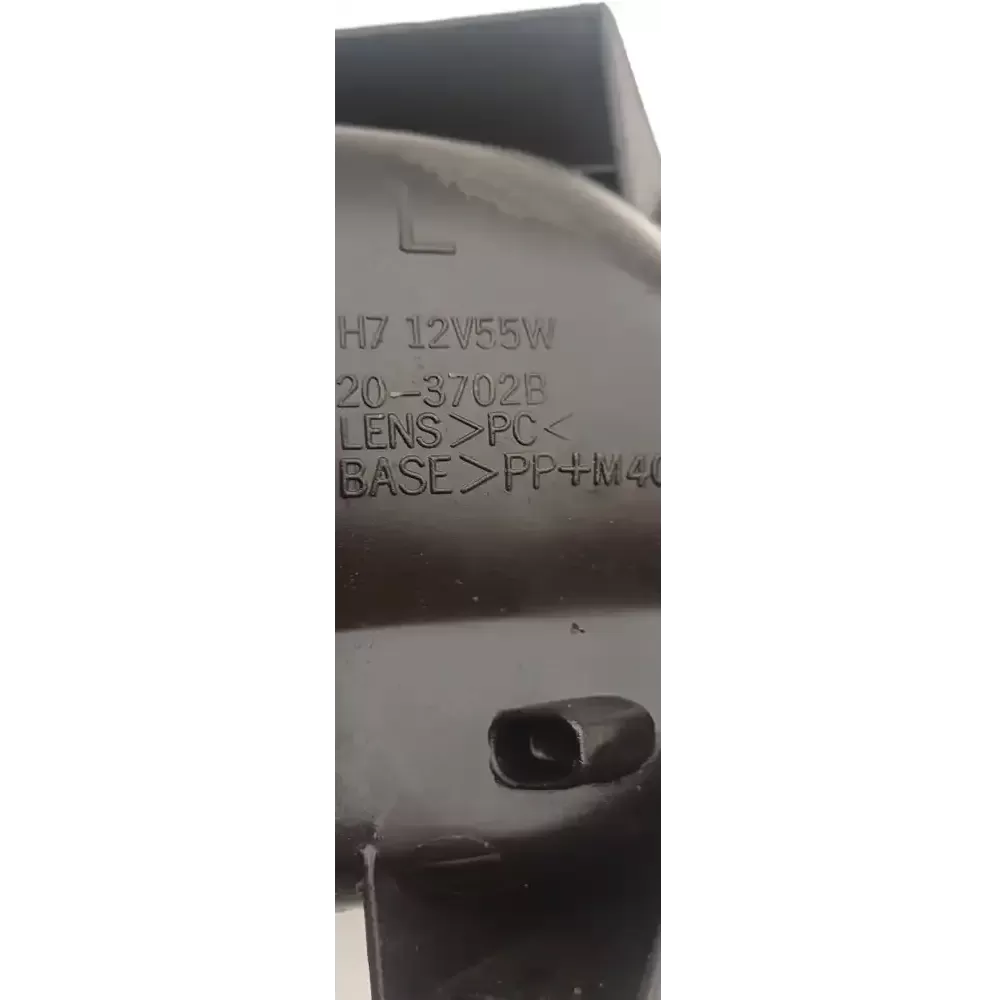 L
H7 12V55W
20-3702B
LENS>PC<
BASE>PP+M40